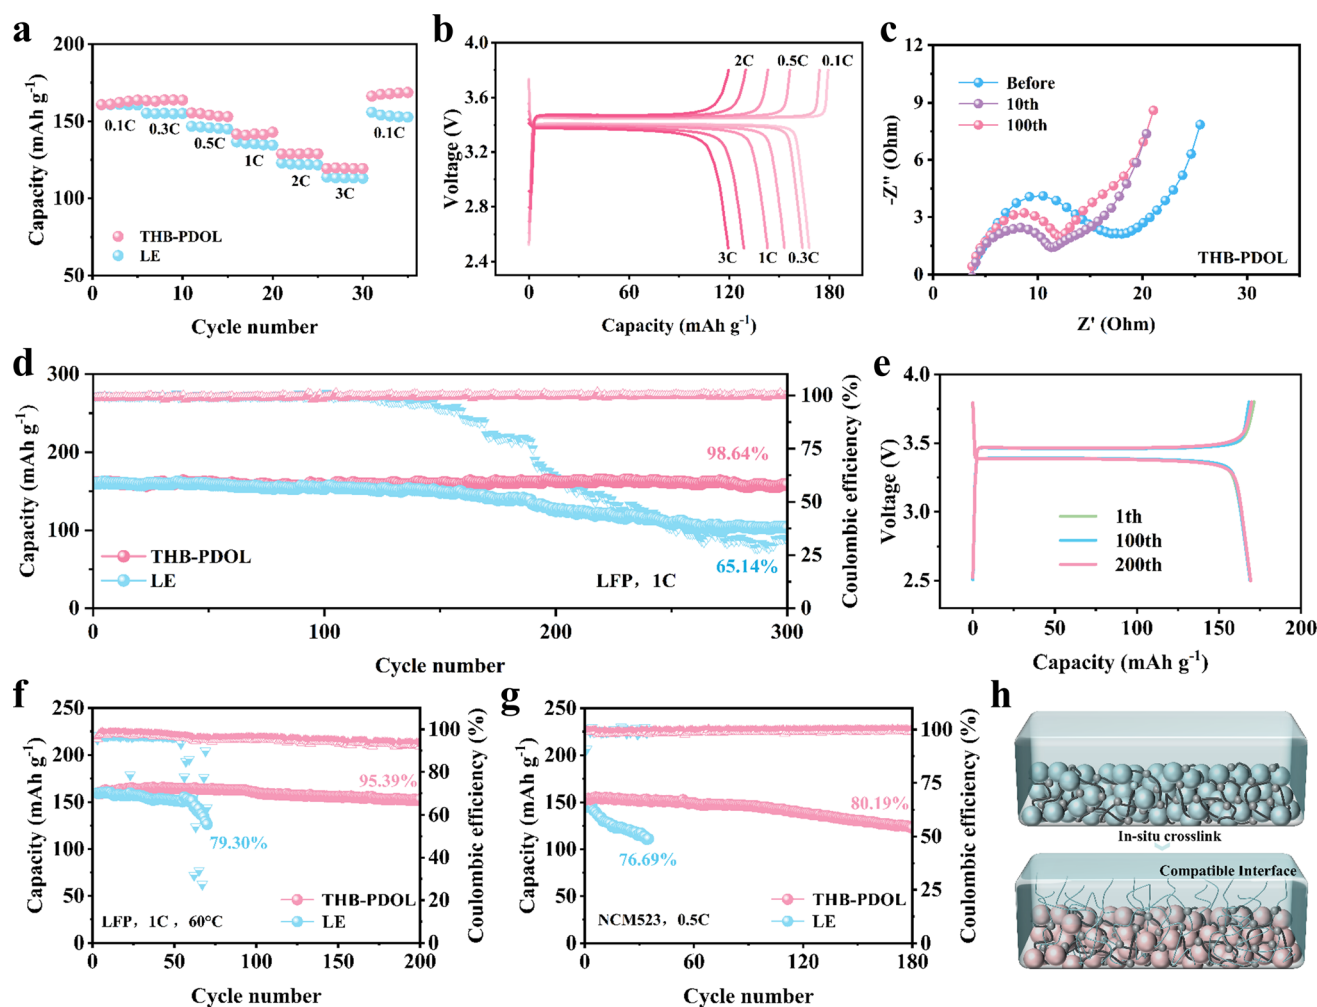 a
200
150
100
50
Capacity (mAh g⁻¹)
0.1C
0.3C
0.5C
1C
2C
3C
0.1C
THB-PDOL
LE
0
10
20
30
Cycle number
b
4.0
3.6
3.2
2.8
2.4
Voltage (V)
2C
0.5C
0.1C
3C
1C
0.3C
0
60
120
180
Capacity (mAh g⁻¹)
c
12
9
6
3
0
-Z'' (Ohm)
Before
10th
100th
THB-PDOL
0
10
20
30
Z' (Ohm)
d
300
200
100
0
Capacity (mAh g⁻¹)
98.64%
65.14%
THB-PDOL
LE
LFP，1C
100
75
50
25
0
Coulombic efficiency (%)
0
100
200
300
Cycle number
e
4.0
3.5
3.0
2.5
Voltage (V)
1th
100th
200th
0
50
100
150
200
Capacity (mAh g⁻¹)
f
250
200
150
100
75
50
25
0
Capacity (mAh g⁻¹)
95.39%
79.30%
THB-PDOL
LE
LFP，1C，60°C
100
80
60
40
20
0
Coulombic efficiency (%)
0
50
100
150
200
Cycle number
g
250
200
150
125
100
75
50
25
0
Capacity (mAh g⁻¹)
80.19%
76.69%
THB-PDOL
LE
NCM523，0.5C
100
75
50
25
0
Coulombic efficiency (%)
0
60
120
180
Cycle number
h
In-situ crosslink
Compatible Interface